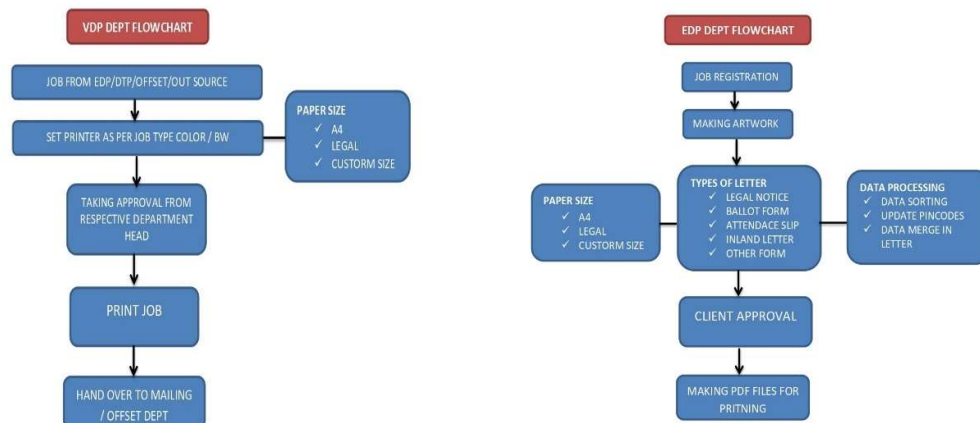 VDP DEPT FLOWCHART
JOB FROM EDP/DTP/OFFSET/OUT SOURCE
SET PRINTER AS PER JOB TYPE COLOR / BW
PAPER SIZE
✓ A4
✓ LEGAL
✓ CUSTORM SIZE
TAKING APPROVAL FROM
RESPECTIVE DEPARTMENT
HEAD
PRINT JOB
HAND OVER TO MAILING
/ OFFSET DEPT
EDP DEPT FLOWCHART
JOB REGISTRATION
MAKING ARTWORK
PAPER SIZE
✓ A4
✓ LEGAL
✓ CUSTORM SIZE
TYPES OF LETTER
✓ LEGAL NOTICE
✓ BALLOT FORM
✓ ATTENDACE SLIP
✓ INLAND LETTER
✓ OTHER FORM
DATA PROCESSING
✓ DATA SORTING
✓ UPDATE PINCODES
✓ DATA MERGE IN
LETTER
CLIENT APPROVAL
MAKING PDF FILES FOR
PRITNING